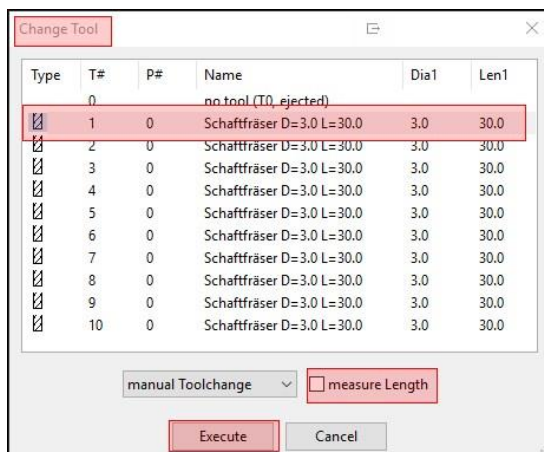 Change Tool
Type T# P# Name Dia1 Len1
0 no tool (T0, ejected)
1 0 Schaftfräser D=3.0 L=30.0 3.0 30.0
2 0 Schaftfräser D=3.0 L=30.0 3.0 30.0
3 0 Schaftfräser D=3.0 L=30.0 3.0 30.0
4 0 Schaftfräser D=3.0 L=30.0 3.0 30.0
5 0 Schaftfräser D=3.0 L=30.0 3.0 30.0
6 0 Schaftfräser D=3.0 L=30.0 3.0 30.0
7 0 Schaftfräser D=3.0 L=30.0 3.0 30.0
8 0 Schaftfräser D=3.0 L=30.0 3.0 30.0
9 0 Schaftfräser D=3.0 L=30.0 3.0 30.0
10 0 Schaftfräser D=3.0 L=30.0 3.0 30.0
manual Toolchange measure Length
Execute Cancel